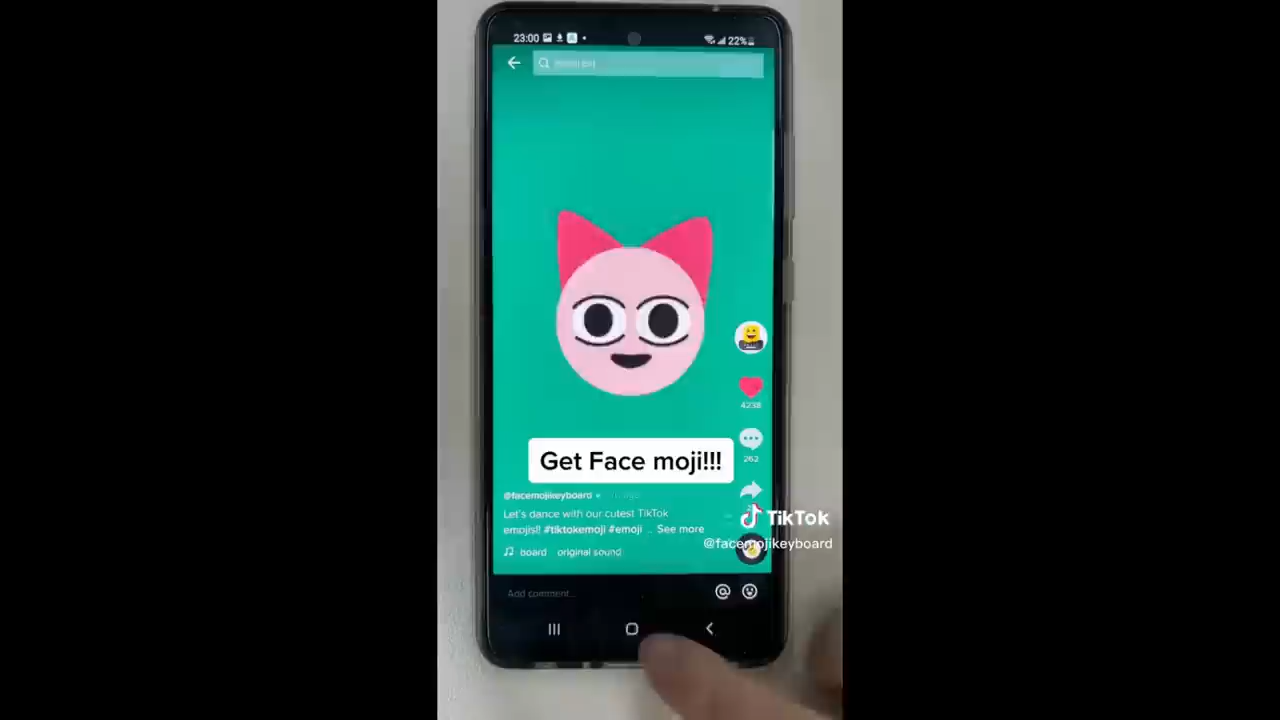 23:00
22%
Get Face moji!!!
4238
262
@facemojikeyboard
Let's dance with our cutest TikTok
emojis!! #tiktokemoji #emoji ... See more
board original sound
TikTok
@facemojikeyboard
Add comment...